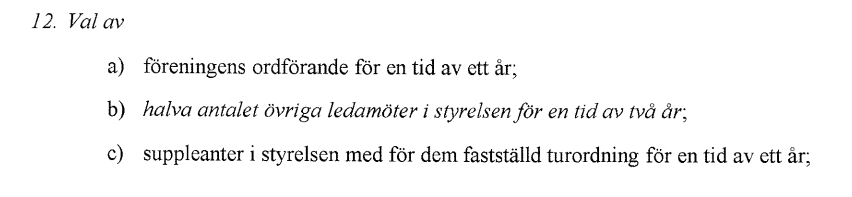 12. Val av
a) föreningens ordförande för en tid av ett år;
b) halva antalet övriga ledamöter i styrelsen för en tid av två år;
c) suppleanter i styrelsen med för dem fastställd turordning för en tid av ett år;